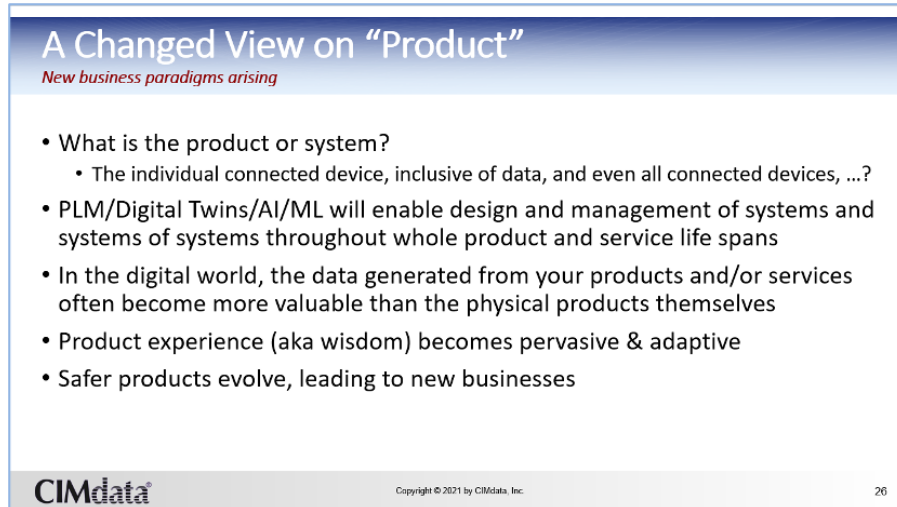 A Changed View on “Product”
New business paradigms arising
• What is the product or system?
• The individual connected device, inclusive of data, and even all connected devices, …?
• PLM/Digital Twins/AI/ML will enable design and management of systems and
systems of systems throughout whole product and service life spans
• In the digital world, the data generated from your products and/or services
often become more valuable than the physical products themselves
• Product experience (aka wisdom) becomes pervasive & adaptive
• Safer products evolve, leading to new businesses
CIMdata®
Copyright © 2021 by CIMdata, Inc.
26